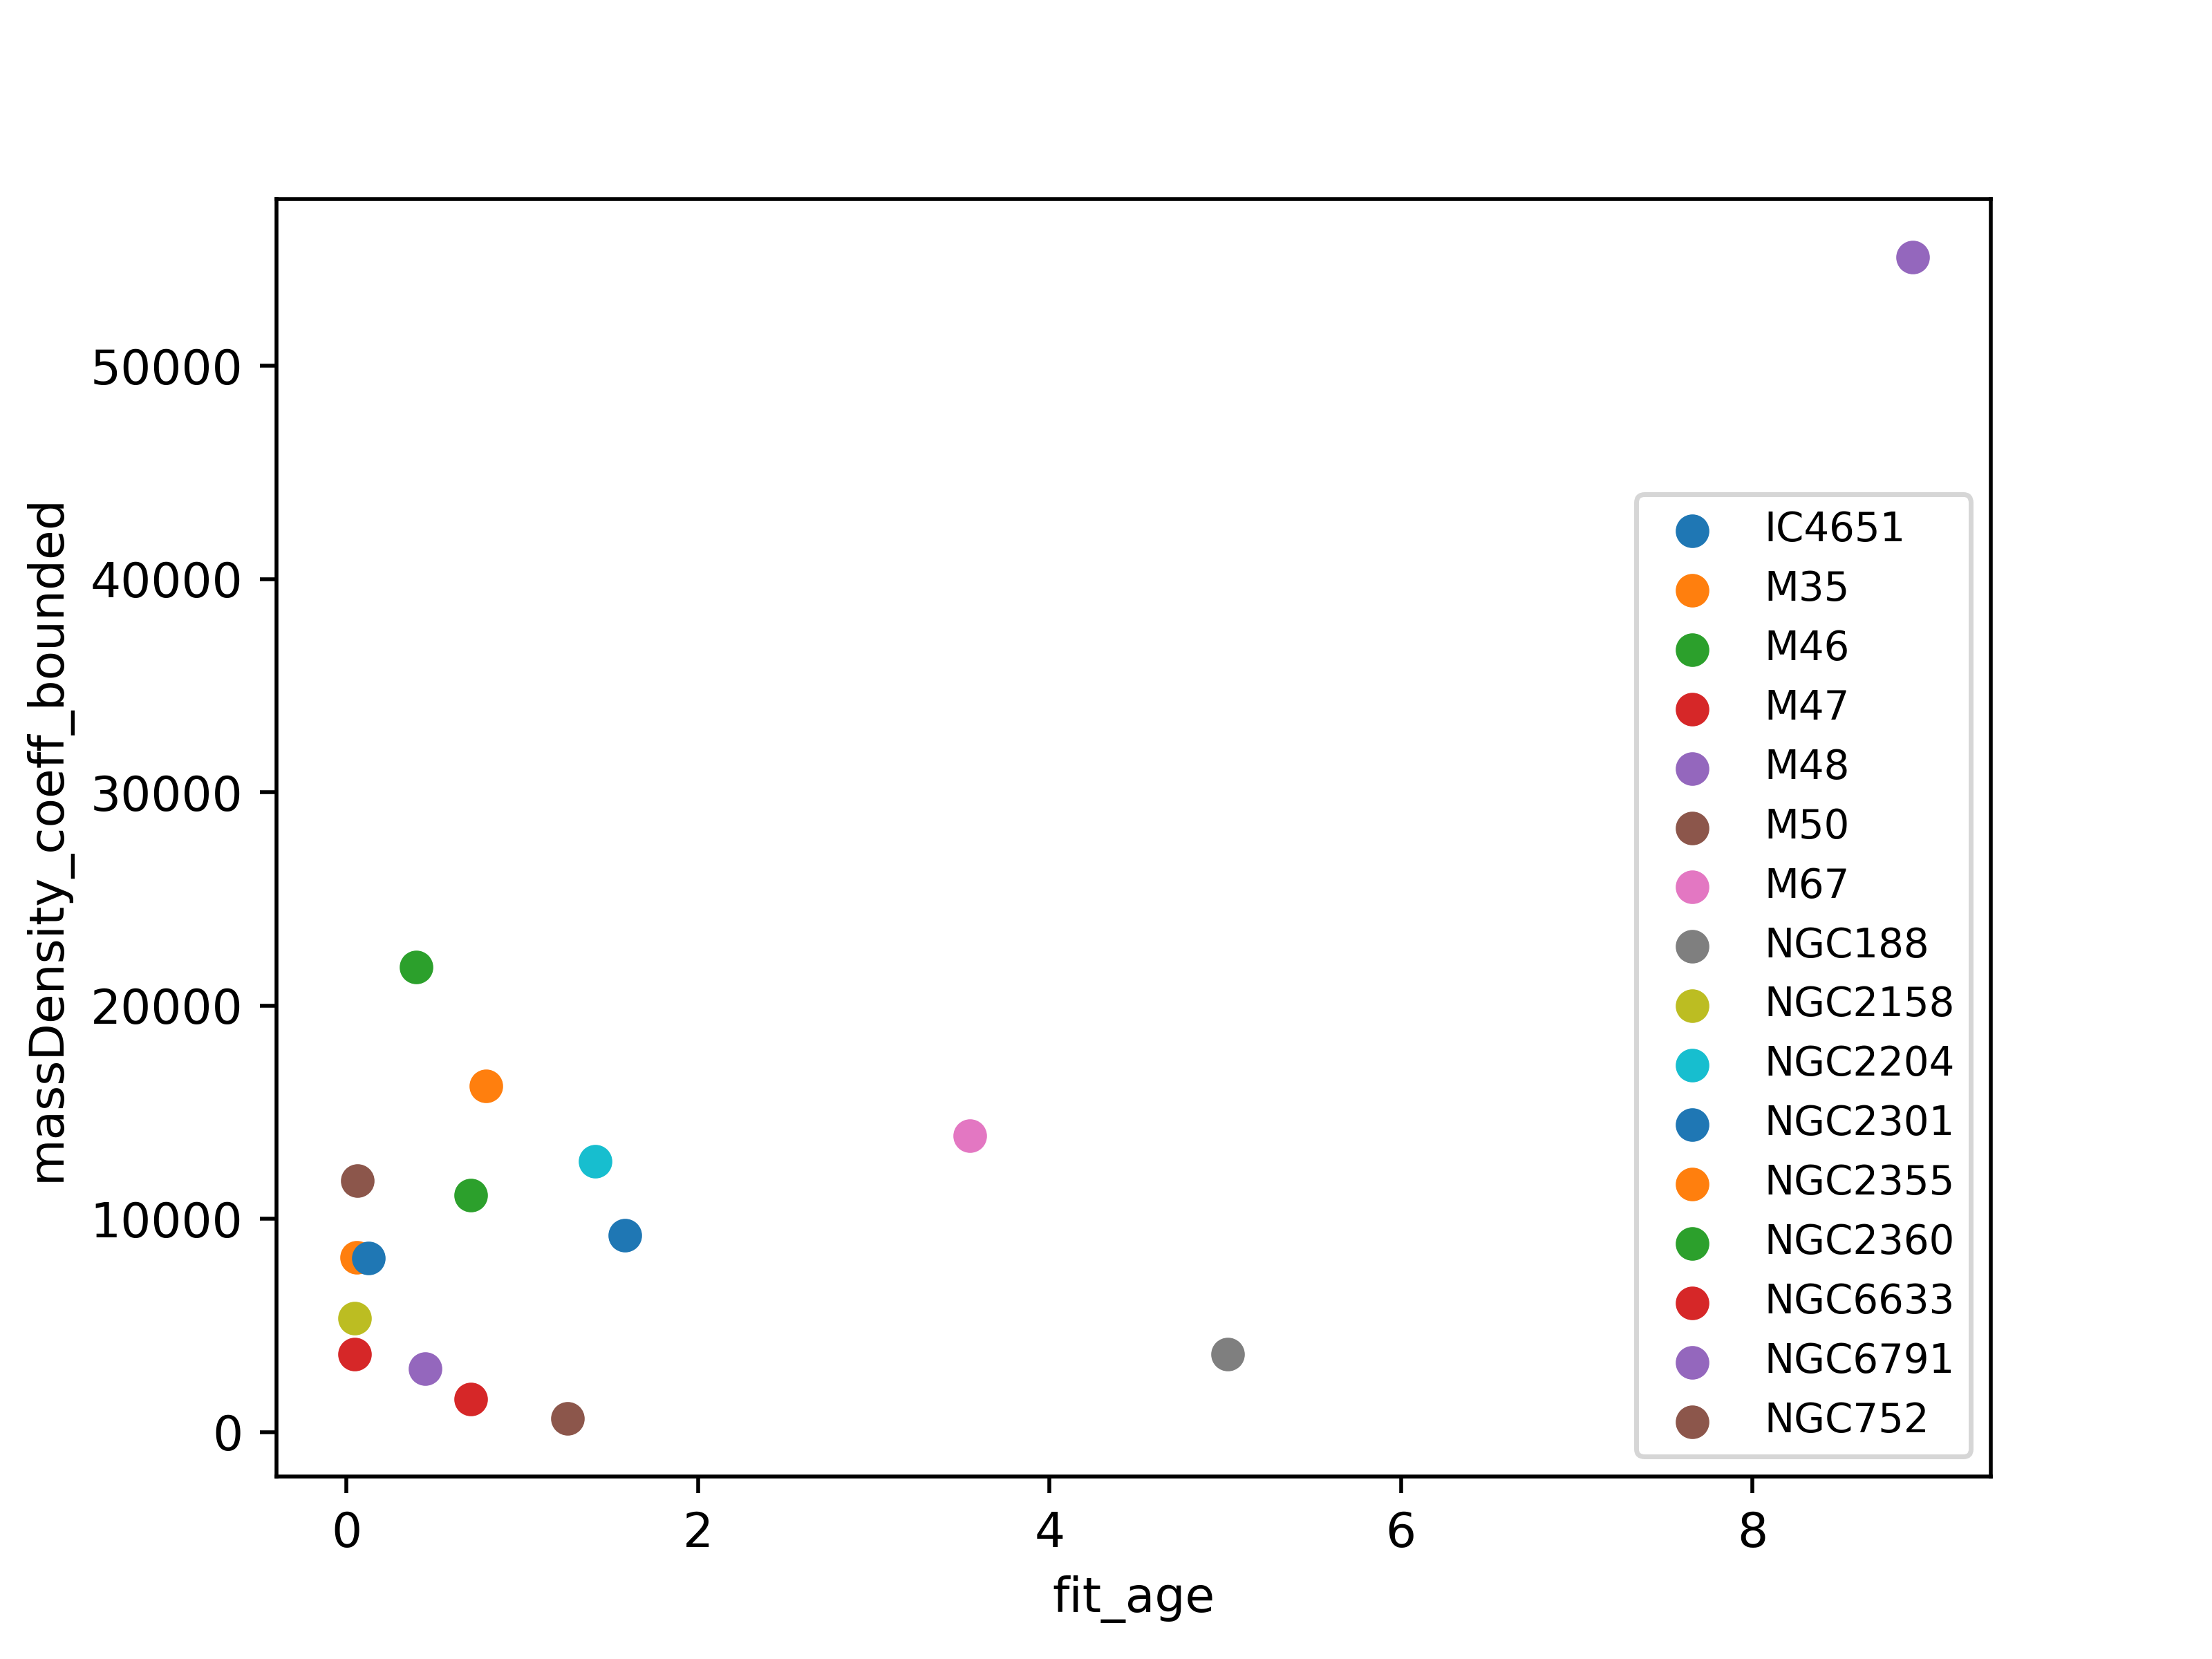 massDensity_coeff_bounded
50000
40000
30000
20000
10000
0
0 2 4 6 8
fit_age
IC4651
M35
M46
M47
M48
M50
M67
NGC188
NGC2158
NGC2204
NGC2301
NGC2355
NGC2360
NGC6633
NGC6791
NGC752